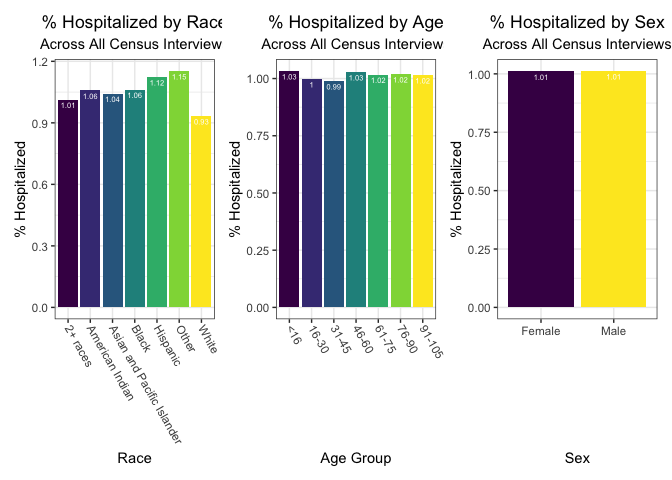 % Hospitalized by Race
Across All Census Interview
% Hospitalized
1.2
0.9
0.6
0.3
0.0
1.01
1.06
1.04
1.06
1.12
1.15
0.93
2+ races
American Indian
Asian and Pacific Islander
Black
Hispanic
Other
White
Race
% Hospitalized by Age
Across All Census Interview
% Hospitalized
1.00
0.75
0.50
0.25
0.00
1.03
1
0.99
1.03
1.02
1.02
1.02
<16
16-30
31-45
46-60
61-75
76-90
91-105
Age Group
% Hospitalized by Sex
Across All Census Interviews
% Hospitalized
1.00
0.75
0.50
0.25
0.00
1.01
1.01
Female
Male
Sex